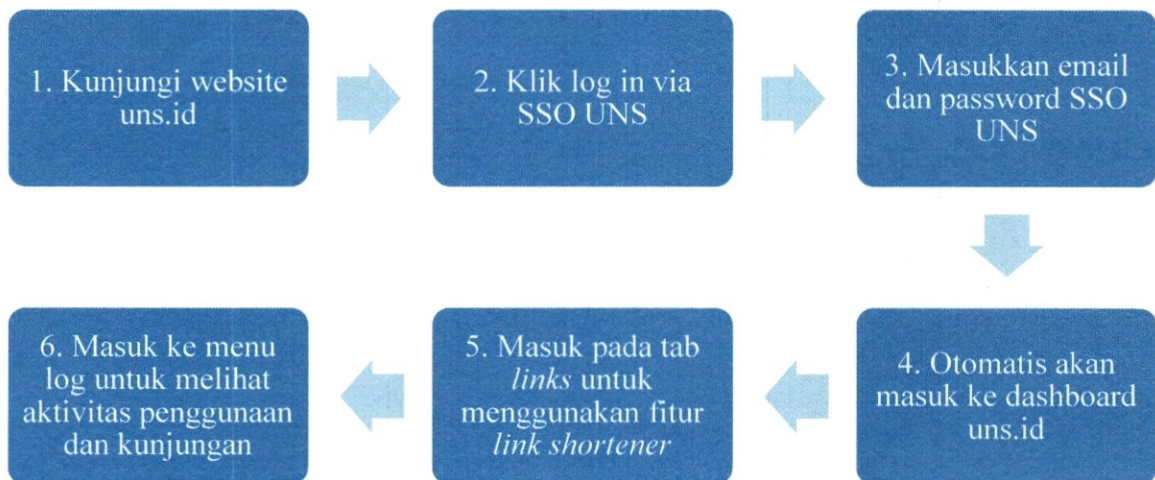 1. Kunjungi website
uns.id
2. Klik log in via
SSO UNS
3. Masukkan email
dan password SSO
UNS
4. Otomatis akan
masuk ke dashboard
uns.id
5. Masuk pada tab
links untuk
menggunakan fitur
link shortener
6. Masuk ke menu
log untuk melihat
aktivitas penggunaan
dan kunjungan